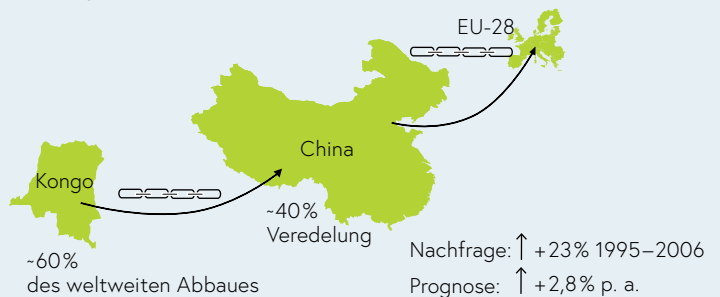 EU-28
China
Kongo
~40%
Veredelung
~60%
des weltweiten Abbaues
Nachfrage: ↑ +23% 1995–2006
Prognose: ↑ +2,8% p. a.